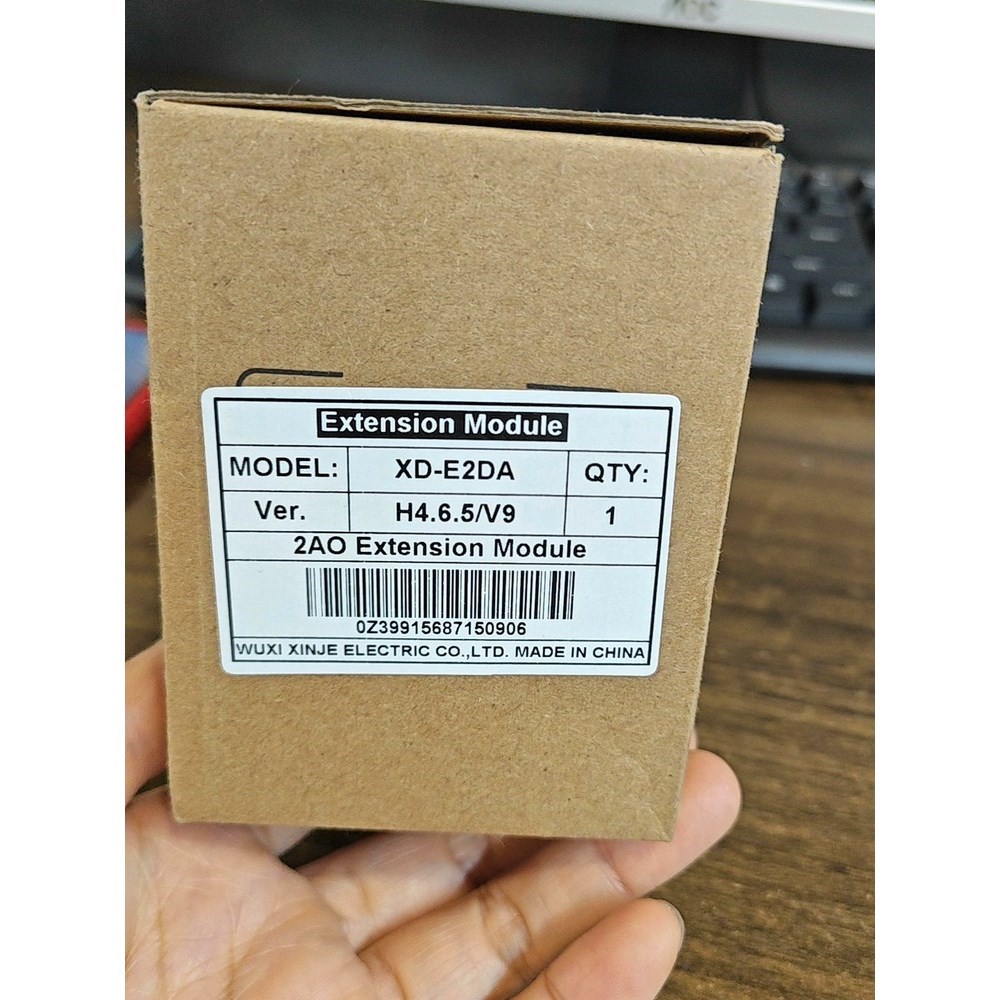 Extension Module
MODEL: XD-E2DA QTY:
Ver. H4.6.5/V9 1
2AO Extension Module
0Z39915687150906
WUXI XINJE ELECTRIC CO.,LTD. MADE IN CHINA